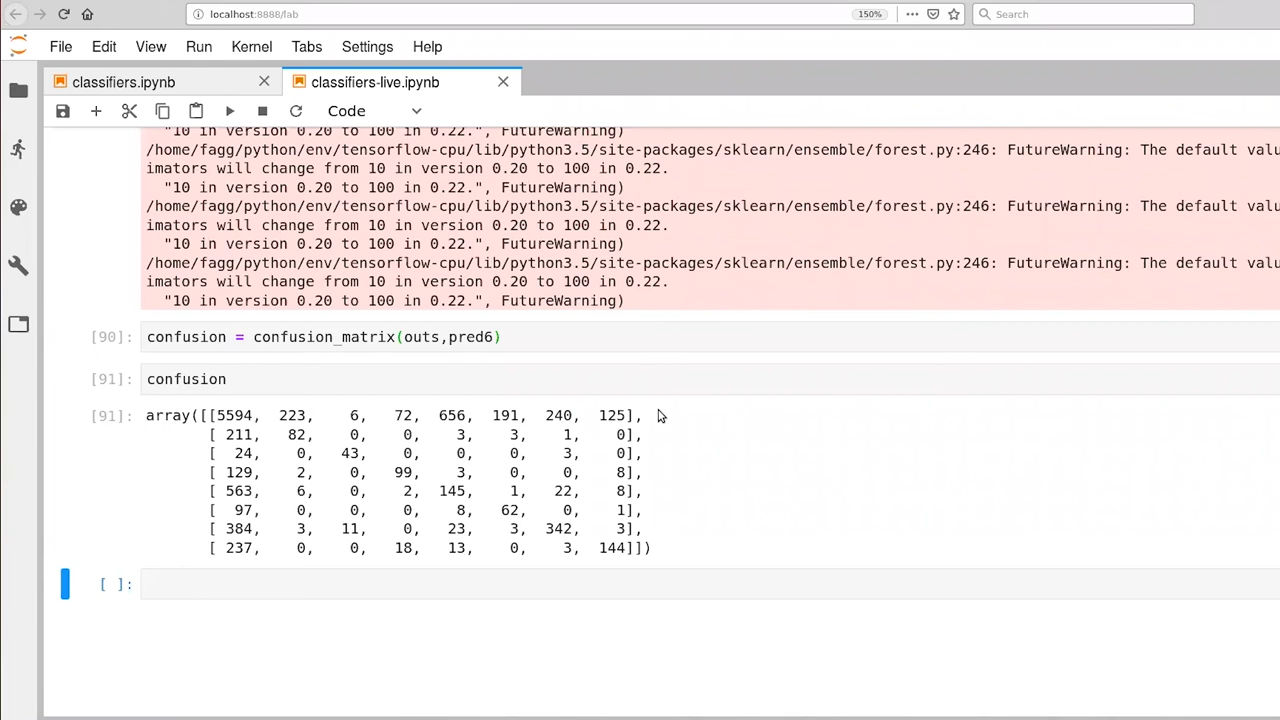 localhost:8888/lab
150%
Search
File Edit View Run Kernel Tabs Settings Help
classifiers.ipynb
classifiers-live.ipynb
Code
"10 in version 0.20 to 100 in 0.22.", FutureWarning)
/home/fagg/python/env/tensorflow-cpu/lib/python3.5/site-packages/sklearn/ensemble/forest.py:246: FutureWarning: The default valu
imators will change from 10 in version 0.20 to 100 in 0.22.
"10 in version 0.20 to 100 in 0.22.", FutureWarning)
/home/fagg/python/env/tensorflow-cpu/lib/python3.5/site-packages/sklearn/ensemble/forest.py:246: FutureWarning: The default valu
imators will change from 10 in version 0.20 to 100 in 0.22.
"10 in version 0.20 to 100 in 0.22.", FutureWarning)
/home/fagg/python/env/tensorflow-cpu/lib/python3.5/site-packages/sklearn/ensemble/forest.py:246: FutureWarning: The default valu
imators will change from 10 in version 0.20 to 100 in 0.22.
"10 in version 0.20 to 100 in 0.22.", FutureWarning)
[90]: confusion = confusion_matrix(outs,pred6)
[91]: confusion
[91]: array([[5594, 223, 6, 72, 656, 191, 240, 125],
[ 211, 82, 0, 0, 3, 3, 1, 0],
[ 24, 0, 43, 0, 0, 0, 3, 0],
[ 129, 2, 0, 99, 3, 0, 0, 8],
[ 563, 6, 0, 2, 145, 1, 22, 8],
[ 97, 0, 0, 0, 8, 62, 0, 1],
[ 384, 3, 11, 0, 23, 3, 342, 3],
[ 237, 0, 0, 18, 13, 0, 3, 144]])
[ ]: